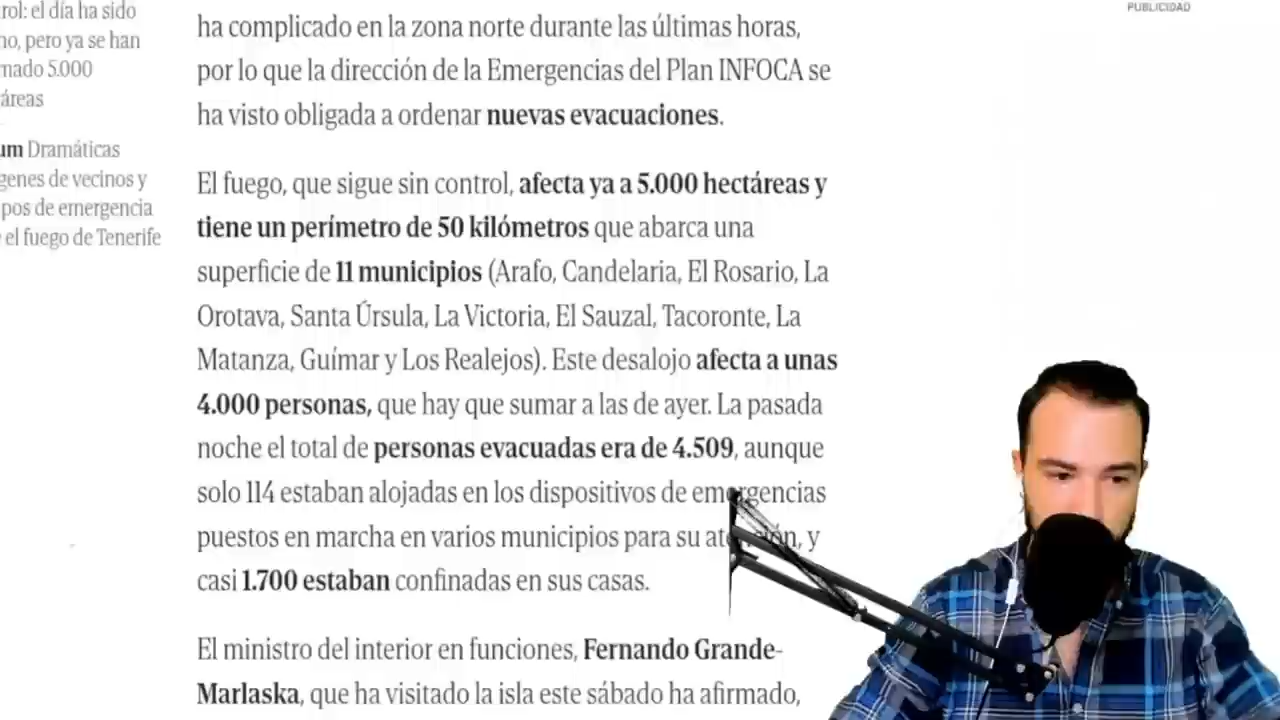 PUBLICIDAD
rol: el día ha sido
no, pero ya se han
mado 5.000
áreas
um Dramáticas
genes de vecinos y
pos de emergencia
el fuego de Tenerife
ha complicado en la zona norte durante las últimas horas,
por lo que la dirección de la Emergencias del Plan INFOCA se
ha visto obligada a ordenar nuevas evacuaciones.
El fuego, que sigue sin control, afecta ya a 5.000 hectáreas y
tiene un perímetro de 50 kilómetros que abarca una
superficie de 11 municipios (Arafo, Candelaria, El Rosario, La
Orotava, Santa Úrsula, La Victoria, El Sauzal, Tacoronte, La
Matanza, Guímar y Los Realejos). Este desalojo afecta a unas
4.000 personas, que hay que sumar a las de ayer. La pasada
noche el total de personas evacuadas era de 4.509, aunque
solo 114 estaban alojadas en los dispositivos de emergencias
puestos en marcha en varios municipios para su atención, y
casi 1.700 estaban confinadas en sus casas.
El ministro del interior en funciones, Fernando Grande-
Marlaska, que ha visitado la isla este sábado ha afirmado,